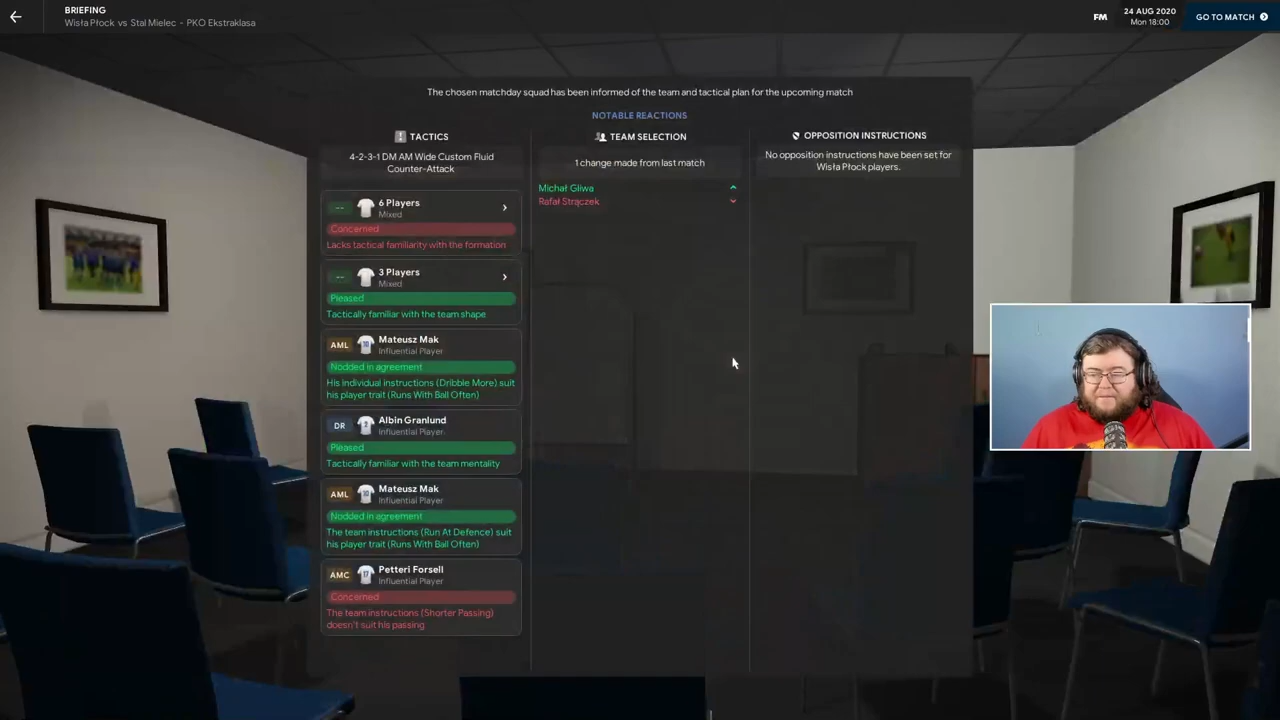 BRIEFING
Wisła Płock vs Stal Mielec - PKO Ekstraklasa
FM
24 AUG 2020
Mon 18:00
GO TO MATCH
The chosen matchday squad has been informed of the team and tactical plan for the upcoming match
NOTABLE REACTIONS
TACTICS
4-2-3-1 DM AM Wide Custom Fluid
Counter-Attack
-- 6 Players
Mixed
Concerned
Lacks tactical familiarity with the formation
-- 3 Players
Mixed
Pleased
Tactically familiar with the team shape
AML 10 Mateusz Mak
Influential Player
Nodded in agreement
His individual instructions (Dribble More) suit
his player trait (Runs With Ball Often)
DR 2 Albin Granlund
Influential Player
Pleased
Tactically familiar with the team mentality
AML 10 Mateusz Mak
Influential Player
Nodded in agreement
The team instructions (Run At Defence) suit
his player trait (Runs With Ball Often)
AMC 17 Petteri Forsell
Influential Player
Concerned
The team instructions (Shorter Passing)
doesn't suit his passing
TEAM SELECTION
1 change made from last match
Michał Gliwa
Rafał Strączek
OPPOSITION INSTRUCTIONS
No opposition instructions have been set for
Wisła Płock players.